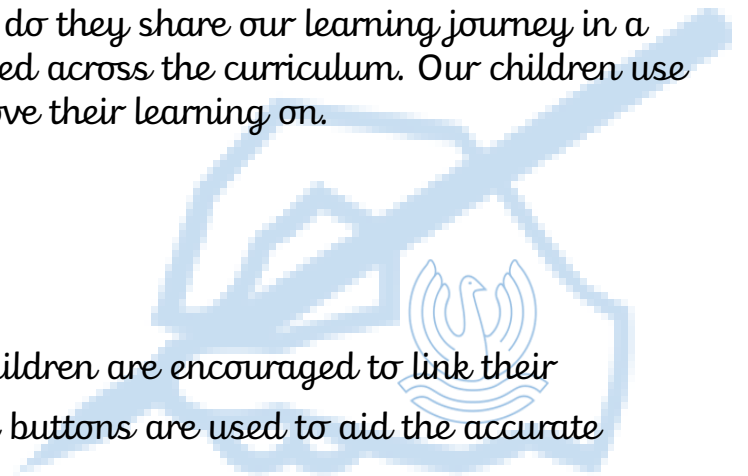 do they share our learning journey in a
ed across the curriculum. Our children use
ve their learning on.
ildren are encouraged to link their
buttons are used to aid the accurate